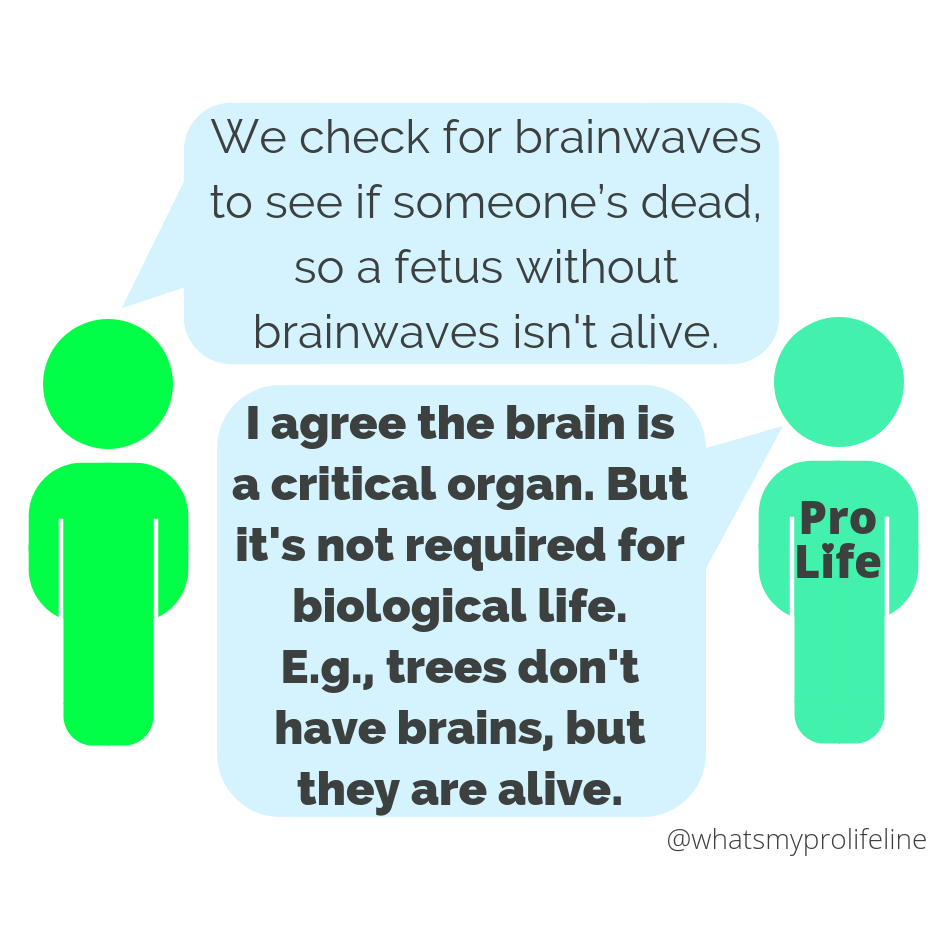 We check for brainwaves
to see if someone's dead,
so a fetus without
brainwaves isn't alive.
I agree the brain is
a critical organ. But
it's not required for
biological life.
E.g., trees don't
have brains, but
they are alive.
Pro
Life
@whatsmyprolifeline